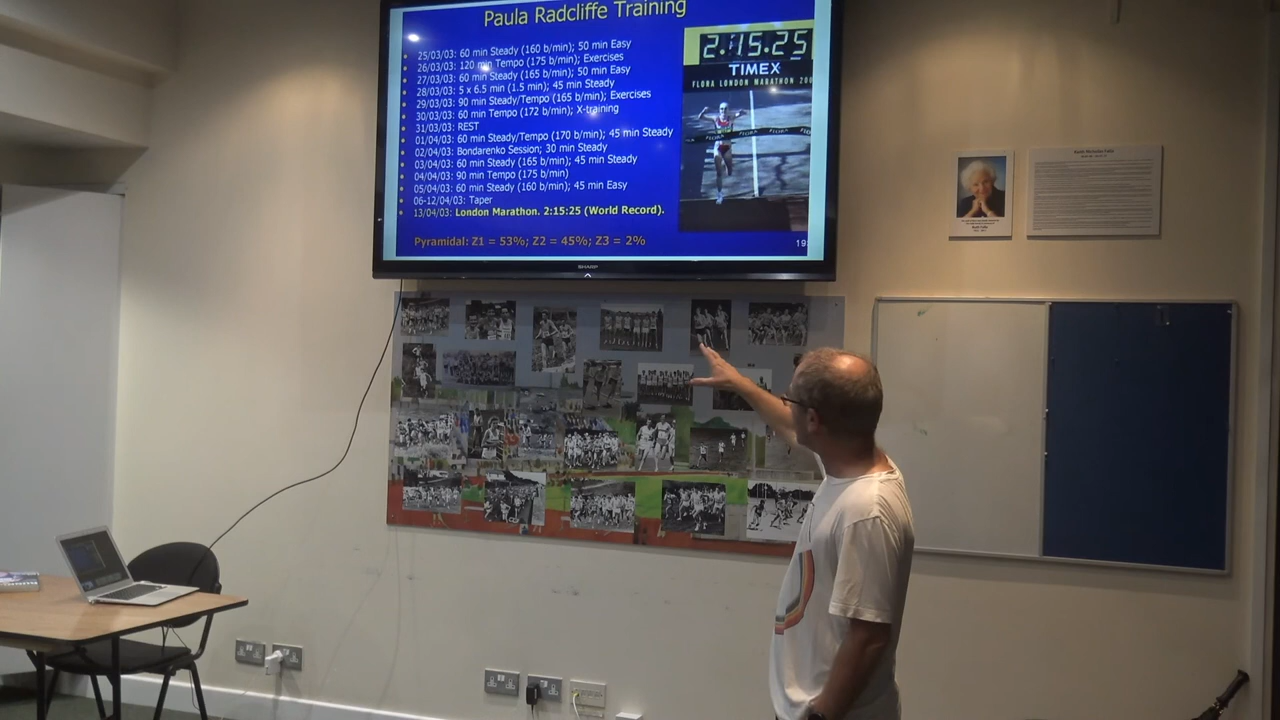 Paula Radcliffe Training
25/03/03: 60 min Steady (160 b/min); 50 min Easy
26/03/03: 120 min Tempo (175 b/min); Exercises
27/03/03: 60 min Steady (165 b/min); 50 min Easy
28/03/03: 5 x 6.5 min (1.5 min); 45 min Steady
29/03/03: 90 min Steady/Tempo (165 b/min); Exercises
30/03/03: 60 min Tempo (172 b/min); X-training
31/03/03: REST
01/04/03: 60 min Steady/Tempo (170 b/min); 45 min Steady
02/04/03: Bondarenko Session; 30 min Steady
03/04/03: 60 min Steady (165 b/min); 45 min Steady
04/04/03: 90 min Tempo (175 b/min)
05/04/03: 60 min Steady (160 b/min); 45 min Easy
06-12/04/03: Taper
13/04/03: London Marathon. 2:15:25 (World Record).
Pyramidal: Z1 = 53%; Z2 = 45%; Z3 = 2%
2:15.25
TIMEX
FLORA LONDON MARATHON 200
FLORA
SHARP